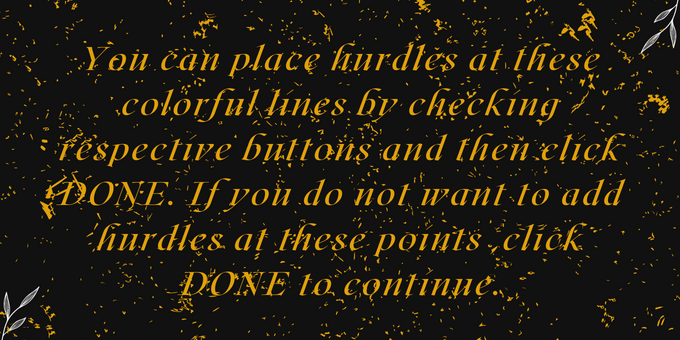 You can place hurdles at these
colorful lines by checking
respective buttons and then click
DONE. If you do not want to add
hurdles at these points, click
DONE to continue.